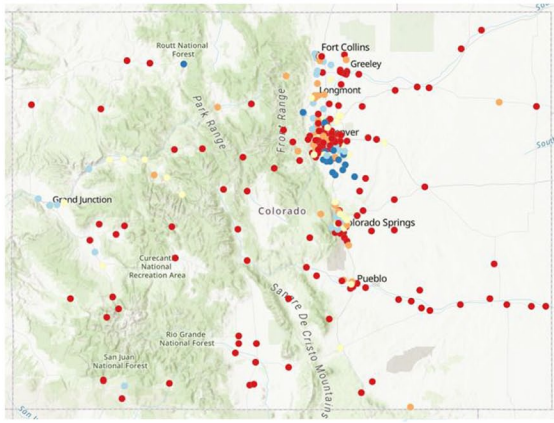 Routt National
Forest
Fort Collins
Greeley
Longmont
Park Range
Front Range
Grand Junction
Colorado
Colorado Springs
Curecanti
National
Recreation Area
Pueblo
Sangre De Cristo Mountains
Rio Grande
National Forest
San Juan
National Forest